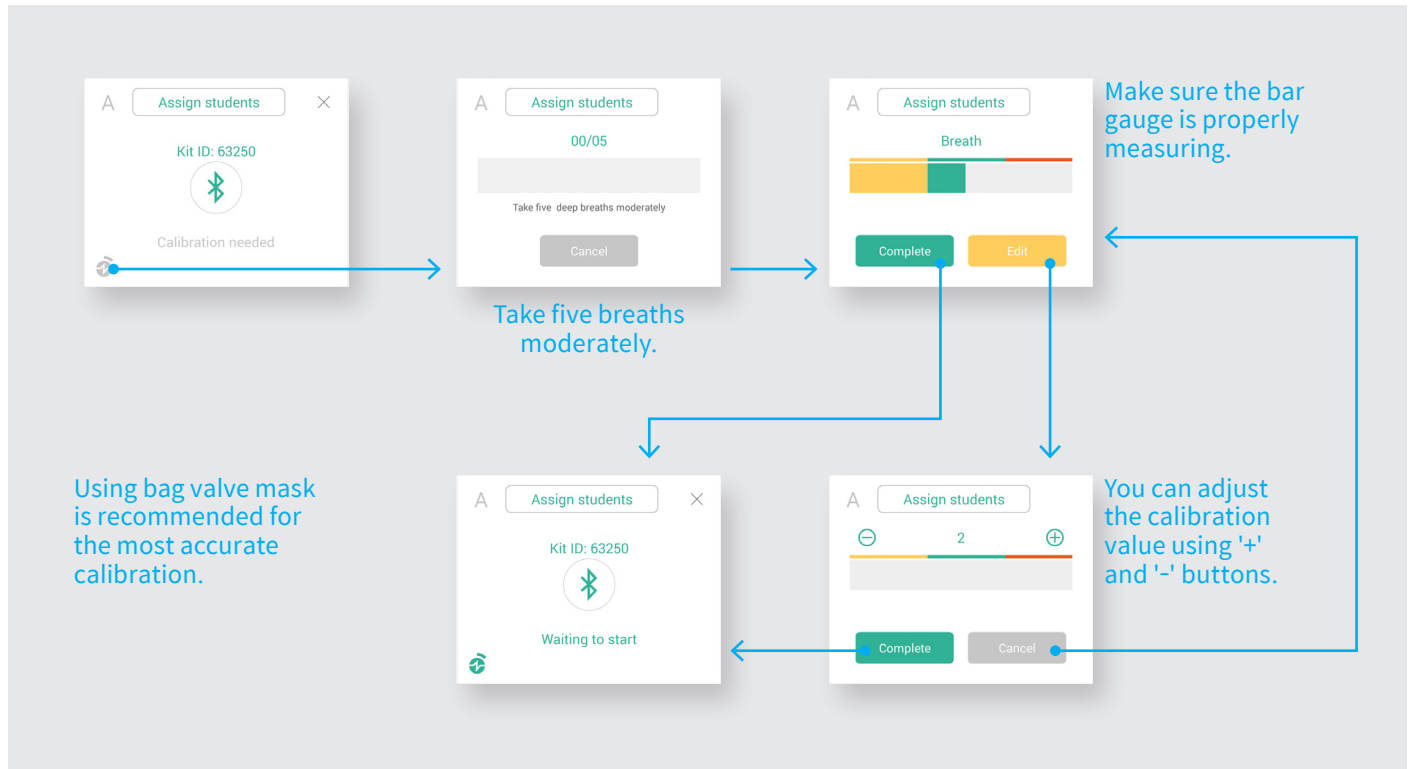 A
Assign students
Kit ID: 63250
Calibration needed
A
Assign students
00/05
Take five deep breaths moderately
Cancel
Take five breaths
moderately.
A
Assign students
Breath
Complete
Edit
Make sure the bar
gauge is properly
measuring.
Using bag valve mask
is recommended for
the most accurate
calibration.
A
Assign students
Kit ID: 63250
Waiting to start
A
Assign students
2
Complete
Cancel
You can adjust
the calibration
value using '+'
and '-' buttons.